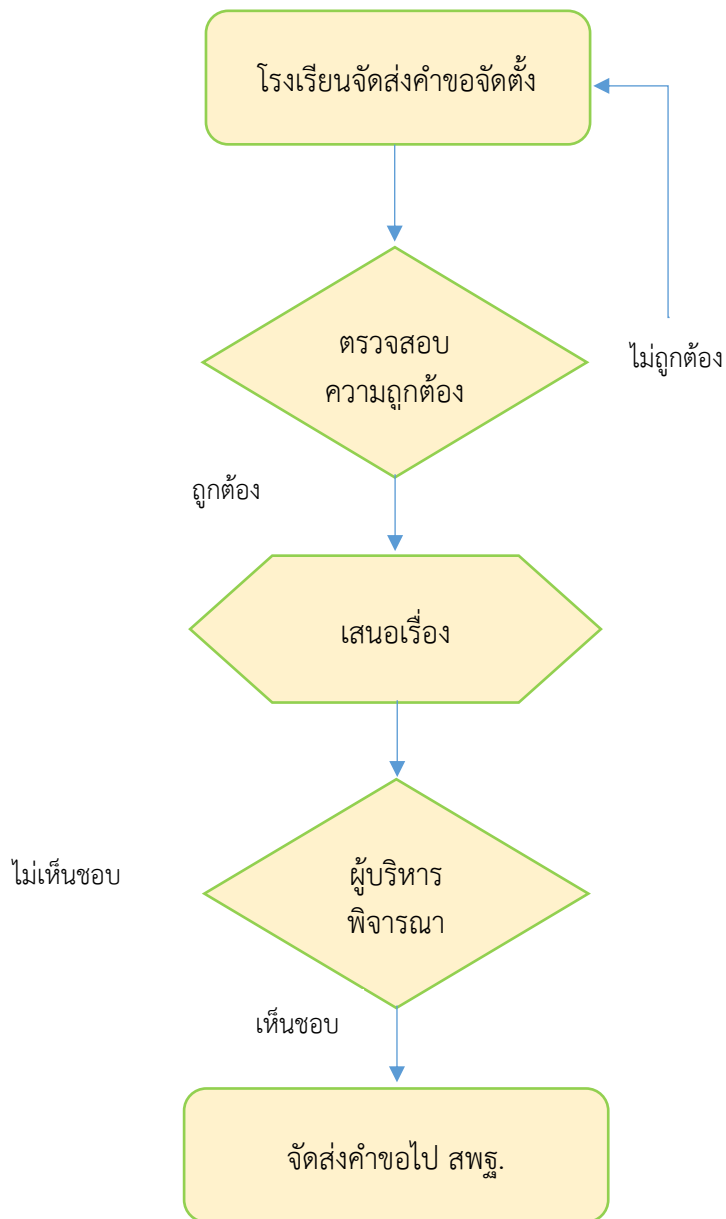 โรงเรียนจัดส่งคำขอจัดตั้ง
ตรวจสอบ
ความถูกต้อง
ไม่ถูกต้อง
ถูกต้อง
เสนอเรื่อง
ไม่เห็นชอบ
ผู้บริหาร
พิจารณา
เห็นชอบ
จัดส่งคำขอไป สพฐ.